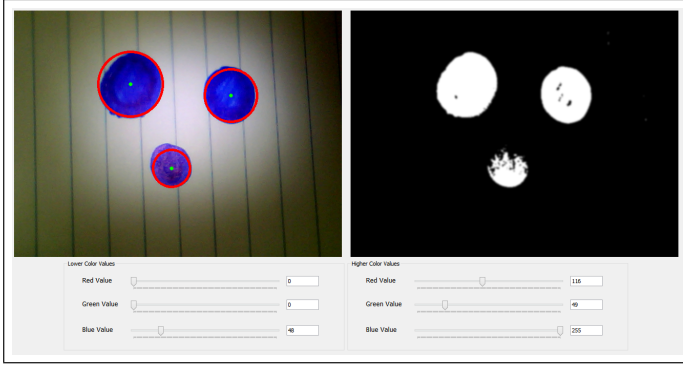 Lower Color Values
Red Value 0
Green Value 0
Blue Value 48
Higher Color Values
Red Value 116
Green Value 49
Blue Value 255